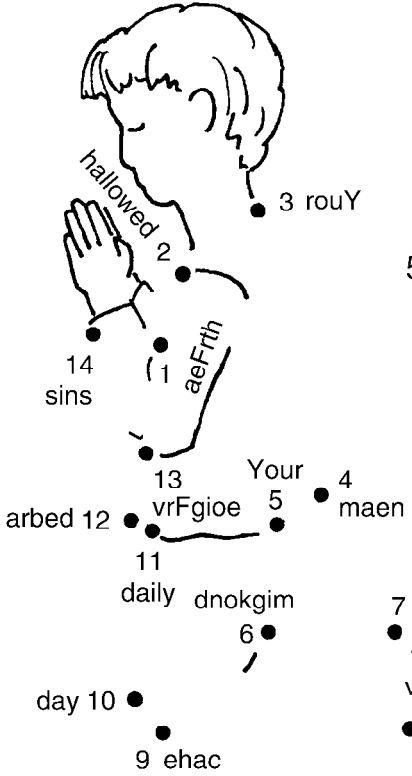 hallowed
3 rouY
2
5
aeFrth
14
1
sins
13
Your
4
arbed 12
vrFgioe
5
maen
11
daily
dnokgim
7
6
day 10
9 ehac